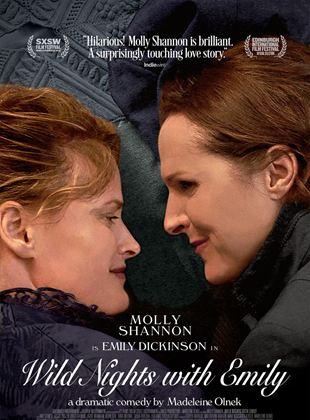 SXSW
FILM FESTIVAL
"Hilarious! Molly Shannon is brilliant.
A surprisingly touching love story."
IndieWire
EDINBURGH
INTERNATIONAL
FILM FESTIVAL
MOLLY
SHANNON
IS EMILY DICKINSON IN
Wild Nights with Emily
a dramatic comedy by Madeleine Olnek